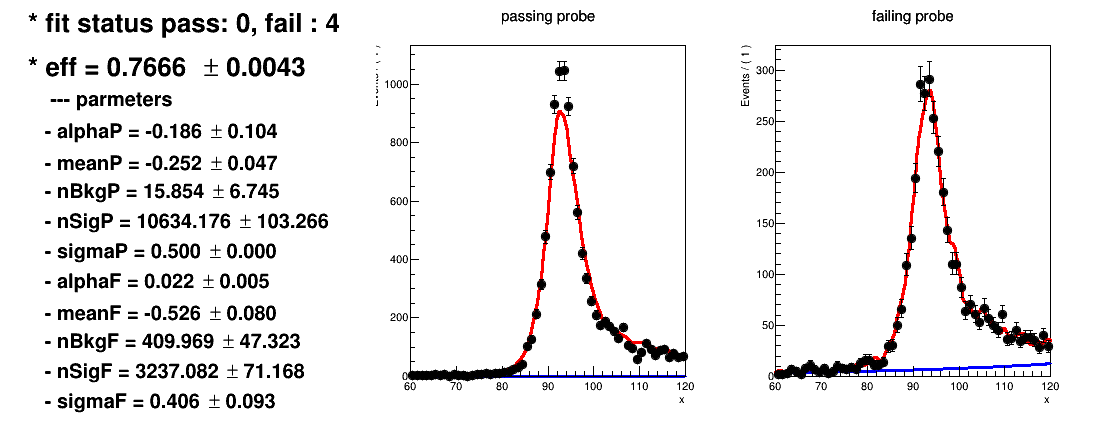 * fit status pass: 0, fail : 4
* eff = 0.7666 ± 0.0043
--- parmeters
- alphaP = -0.186 ± 0.104
- meanP = -0.252 ± 0.047
- nBkgP = 15.854 ± 6.745
- nSigP = 10634.176 ± 103.266
- sigmaP = 0.500 ± 0.000
- alphaF = 0.022 ± 0.005
- meanF = -0.526 ± 0.080
- nBkgF = 409.969 ± 47.323
- nSigF = 3237.082 ± 71.168
- sigmaF = 0.406 ± 0.093
passing probe
1000
800
600
400
200
0
60 70 80 90 100 110 120
x
failing probe
Events / ( 1 )
300
250
200
150
100
50
0
60 70 80 90 100 110 120
x